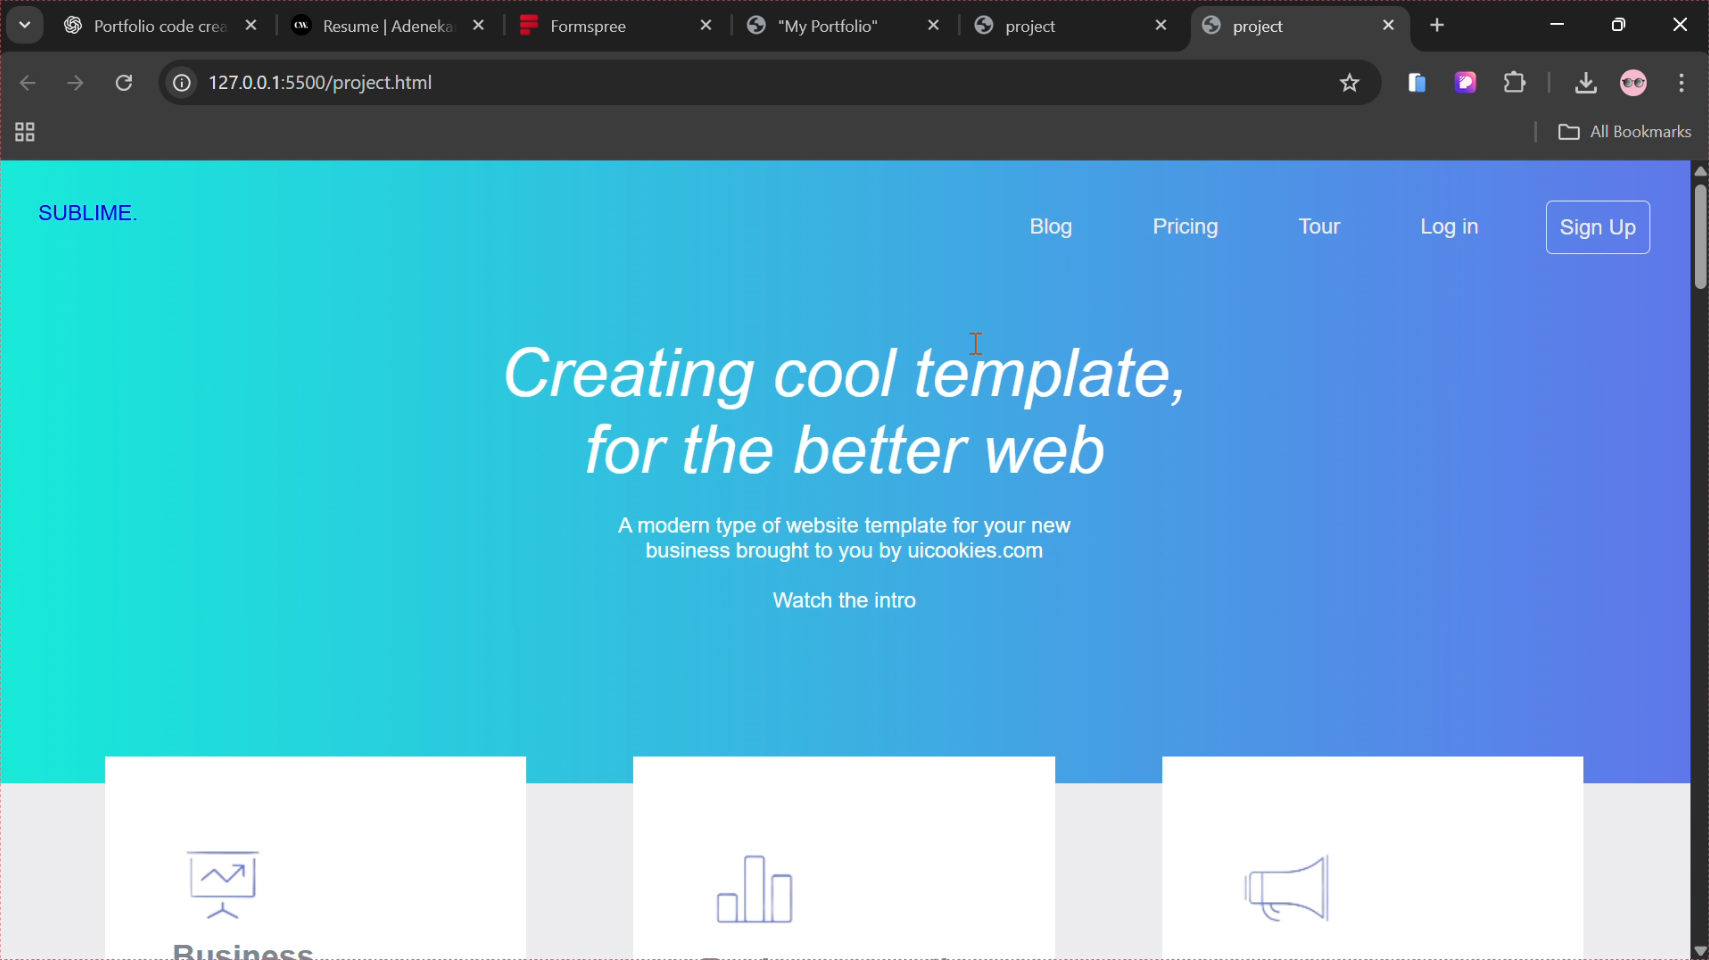 Portfolio code crea
Resume | Adeneka
Formspree
"My Portfolio"
project
project
127.0.0.1:5500/project.html
All Bookmarks
SUBLIME.
Blog
Pricing
Tour
Log in
Sign Up
Creating cool template,
for the better web
A modern type of website template for your new
business brought to you by uicookies.com
Watch the intro
Business